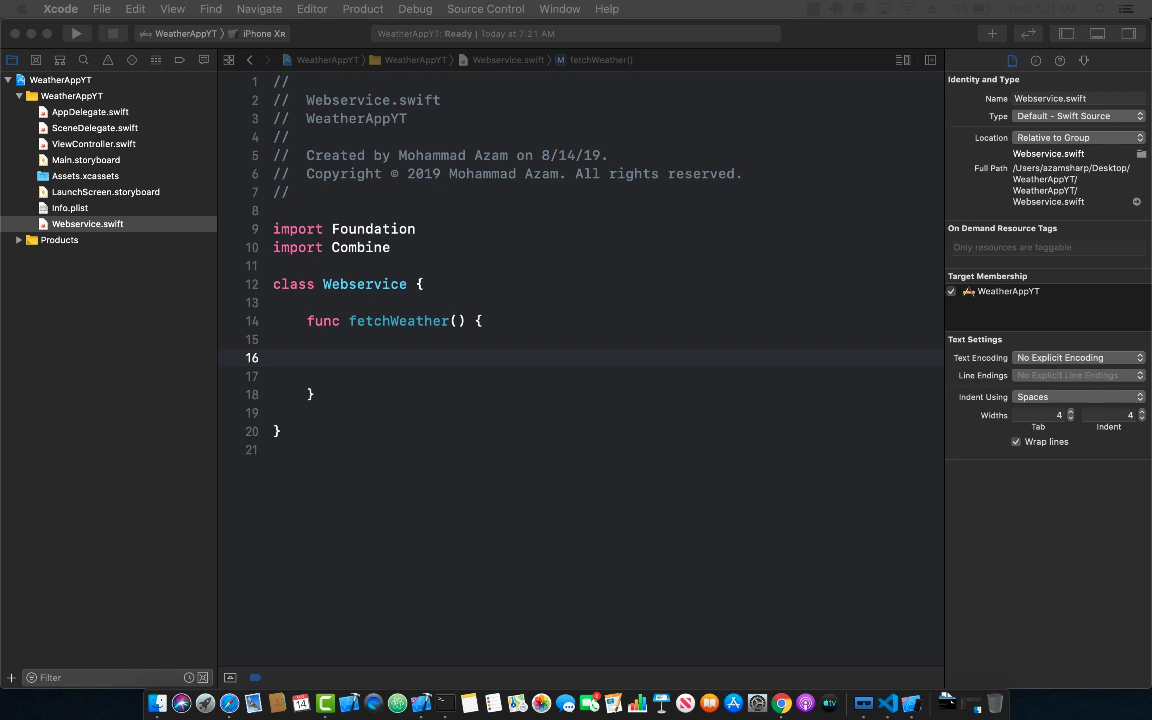 Xcode File Edit View Find Navigate Editor Product Debug Source Control Window Help
WeatherAppYT iPhone XR
WeatherAppYT: Ready | Today at 7:21 AM
WeatherAppYT WeatherAppYT Webservice.swift M fetchWeather()
WeatherAppYT
WeatherAppYT
AppDelegate.swift
SceneDelegate.swift
ViewController.swift
Main.storyboard
Assets.xcassets
LaunchScreen.storyboard
Info.plist
Webservice.swift
Products
Filter
1 //
2 // Webservice.swift
3 // WeatherAppYT
4 //
5 // Created by Mohammad Azam on 8/14/19.
6 // Copyright © 2019 Mohammad Azam. All rights reserved.
7 //
8
9 import Foundation
10 import Combine
11
12 class Webservice {
13
14 func fetchWeather() {
15
16
17
18 }
19
20 }
21
Identity and Type
Name Webservice.swift
Type Default - Swift Source
Location Relative to Group
Webservice.swift
Full Path /Users/azamsharp/Desktop/
WeatherAppYT/
WeatherAppYT/
Webservice.swift
On Demand Resource Tags
Only resources are taggable
Target Membership
WeatherAppYT
Text Settings
Text Encoding No Explicit Encoding
Line Endings No Explicit Line Endings
Indent Using Spaces
Widths 4 4
Tab Indent
Wrap lines
14
tv